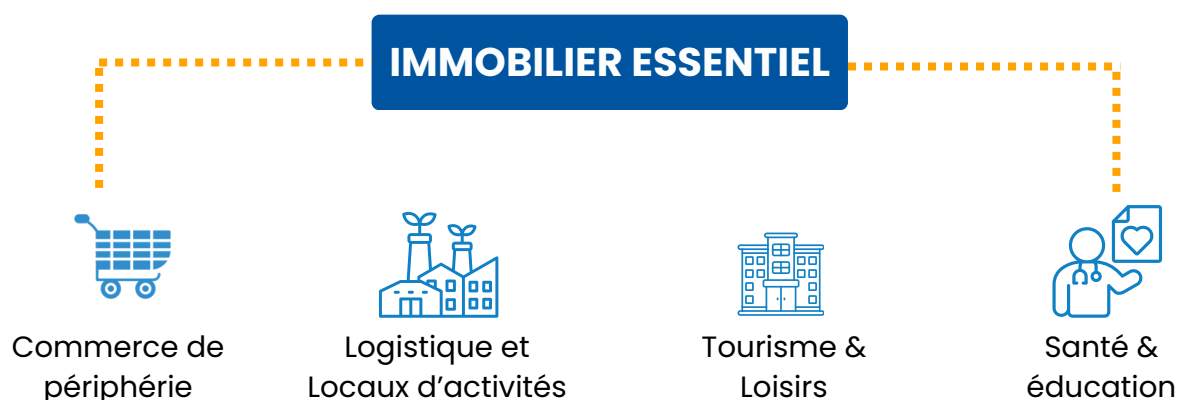 IMMOBILIER ESSENTIEL
Commerce de
périphérie
Logistique et
Locaux d’activités
Tourisme &
Loisirs
Santé &
éducation